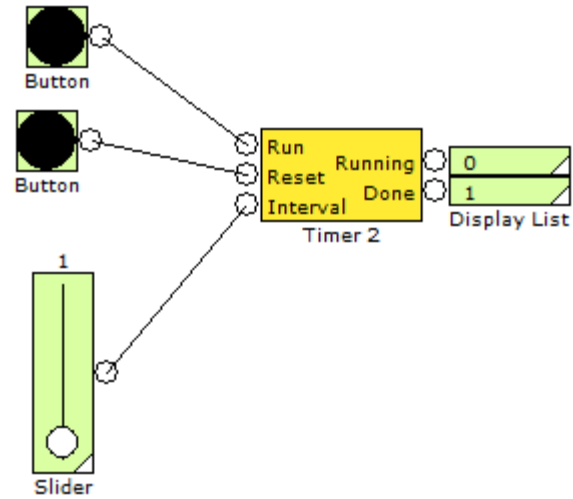 Button
Button
Run
Reset
Interval
Running
Done
Timer 2
0
1
Display List
1
Slider